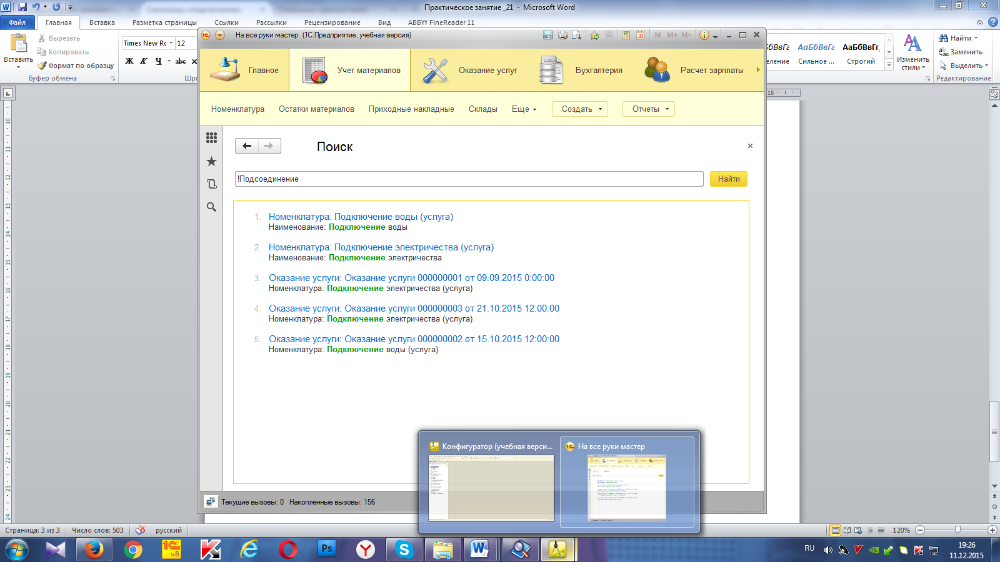 Практическое занятие _21 - Microsoft Word
Файл Главная Вставка Разметка страницы Ссылки Рассылки Рецензирование Вид ABBYY FineReader 11
Вставить
Вырезать
Копировать
Формат по образцу
Буфер обмена
Times New Rc 12
Ж К Ч abc x
Шр
АаБбВвГг АаБбВвГг,
еление Сильное ... Строгий
Изменить стили
Найти
Заменить
Выделить
Редактирование
На все руки мастер (1С:Предприятие, учебная версия)
M M+ M-
Главное Учет материалов Оказание услуг Бухгалтерия Расчет зарплаты
Номенклатура Остатки материалов Приходные накладные Склады Еще Создать Отчеты
Поиск
!Подсоединение
Найти
1. Номенклатура: Подключение воды (услуга)
Наименование: Подключение воды
2. Номенклатура: Подключение электричества (услуга)
Наименование: Подключение электричества
3. Оказание услуги: Оказание услуги 000000001 от 09.09.2015 0:00:00
Номенклатура: Подключение электричества (услуга)
4. Оказание услуги: Оказание услуги 000000003 от 21.10.2015 12:00:00
Номенклатура: Подключение электричества (услуга)
5. Оказание услуги: Оказание услуги 000000002 от 15.10.2015 12:00:00
Номенклатура: Подключение воды (услуга)
Конфигуратор (учебная верси... На все руки мастер
Текущие вызовы: 0 Накопленные вызовы: 156
Страница: 3 из 3 Число слов: 503 русский
120%
RU
19:26
11.12.2015